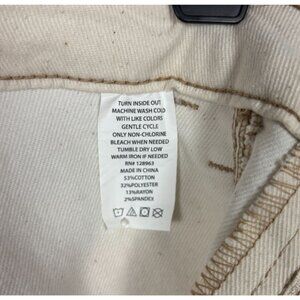 TURN INSIDE OUT
MACHINE WASH COLD
WITH LIKE COLORS
GENTLE CYCLE
ONLY NON-CHLORINE
BLEACH WHEN NEEDED
TUMBLE DRY LOW
WARM IRON IF NEEDED
RN# 128963
MADE IN CHINA
53%COTTON
32%POLYESTER
13%RAYON
2%SPANDEX